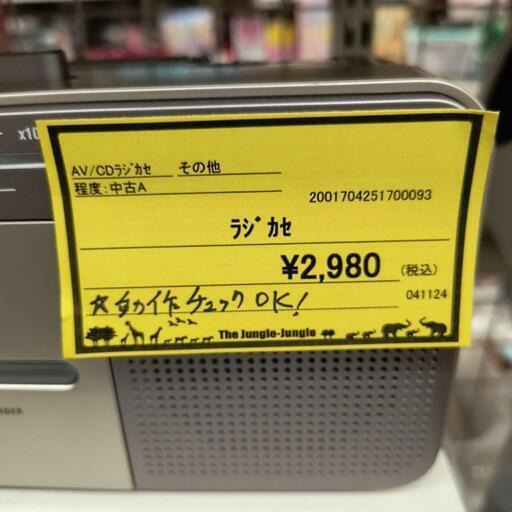 x10
AV/CDﾗｼﾞｶｾ その他
程度:中古A
2001704251700093
ﾗｼﾞｶｾ
¥2,980 (税込)
☆動作チェックOK!
041124
The Jungle-Jungle